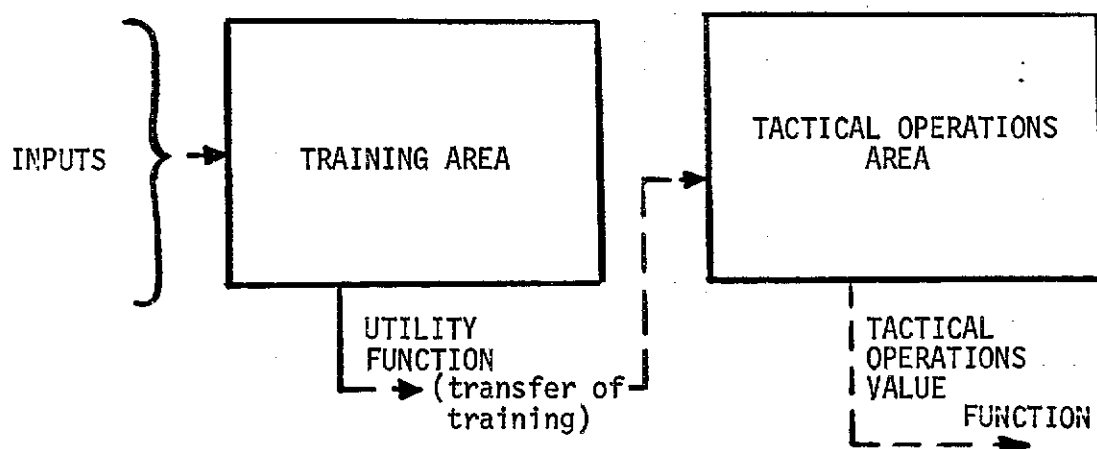 INPUTS
TRAINING AREA
TACTICAL OPERATIONS
AREA
UTILITY
FUNCTION
(transfer of
training)
TACTICAL
OPERATIONS
VALUE
FUNCTION